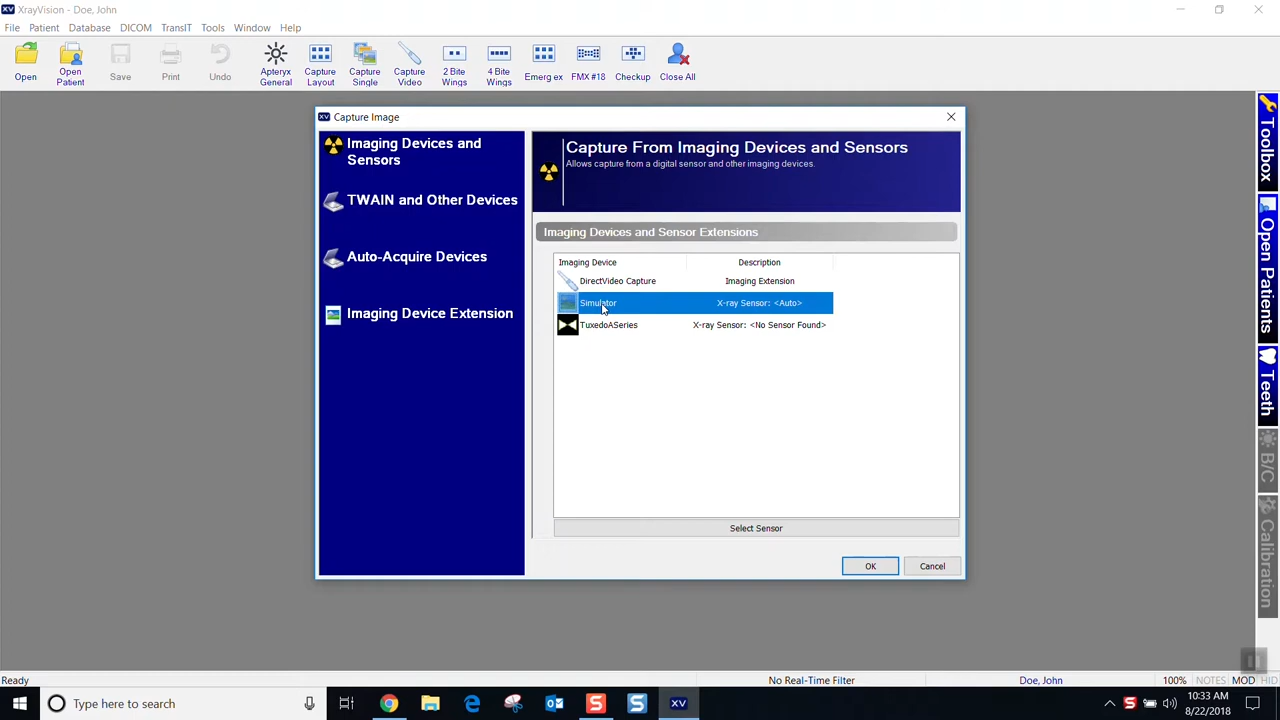 XV XrayVision - Doe, John
File Patient Database DICOM TransIT Tools Window Help
Open
Open Patient
Save
Print
Undo
Apteryx General
Capture Layout
Capture Single
Capture Video
2 Bite Wings
4 Bite Wings
Emerg ex
FMX #18
Checkup
Close All
XV Capture Image
Imaging Devices and
Sensors
TWAIN and Other Devices
Auto-Acquire Devices
Imaging Device Extension
Capture From Imaging Devices and Sensors
Allows capture from a digital sensor and other imaging devices.
Imaging Devices and Sensor Extensions
Imaging Device Description
DirectVideo Capture Imaging Extension
Simulator X-ray Sensor: <Auto>
TuxedoASeries X-ray Sensor: <No Sensor Found>
Select Sensor
OK Cancel
Toolbox
Open Patients
Teeth
B/C
Calibration
Ready No Real-Time Filter Doe, John 100% NOTES MOD HID
Type here to search
S S XV
S
10:33 AM
8/22/2018